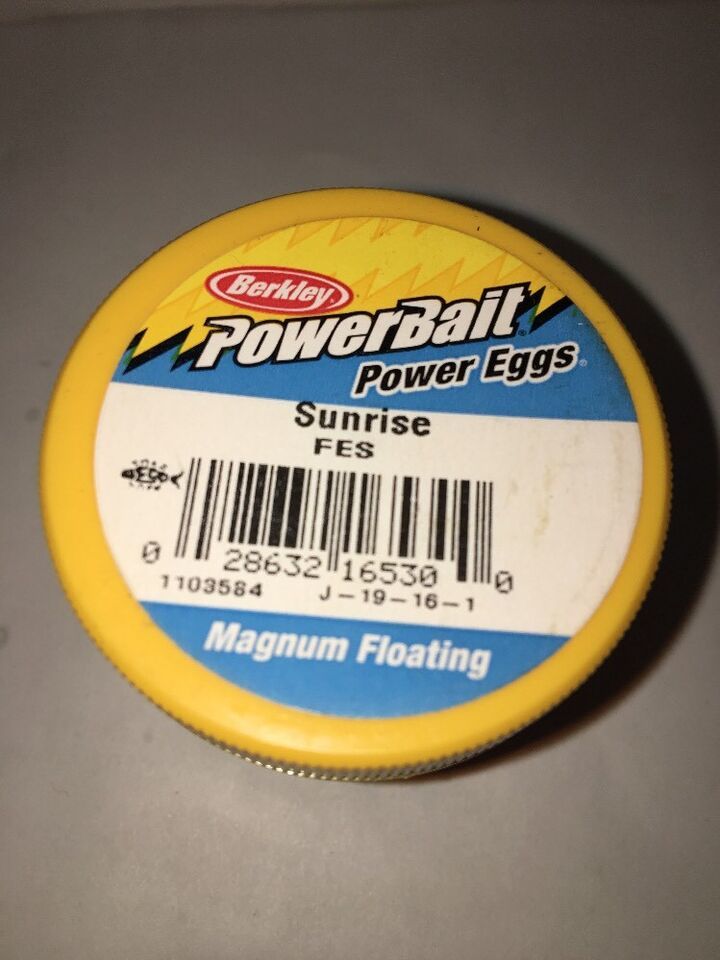 Berkley
PowerBait
Power Eggs
Sunrise
FES
0 28632 16530 0
1103584 J-19-16-1
Magnum Floating